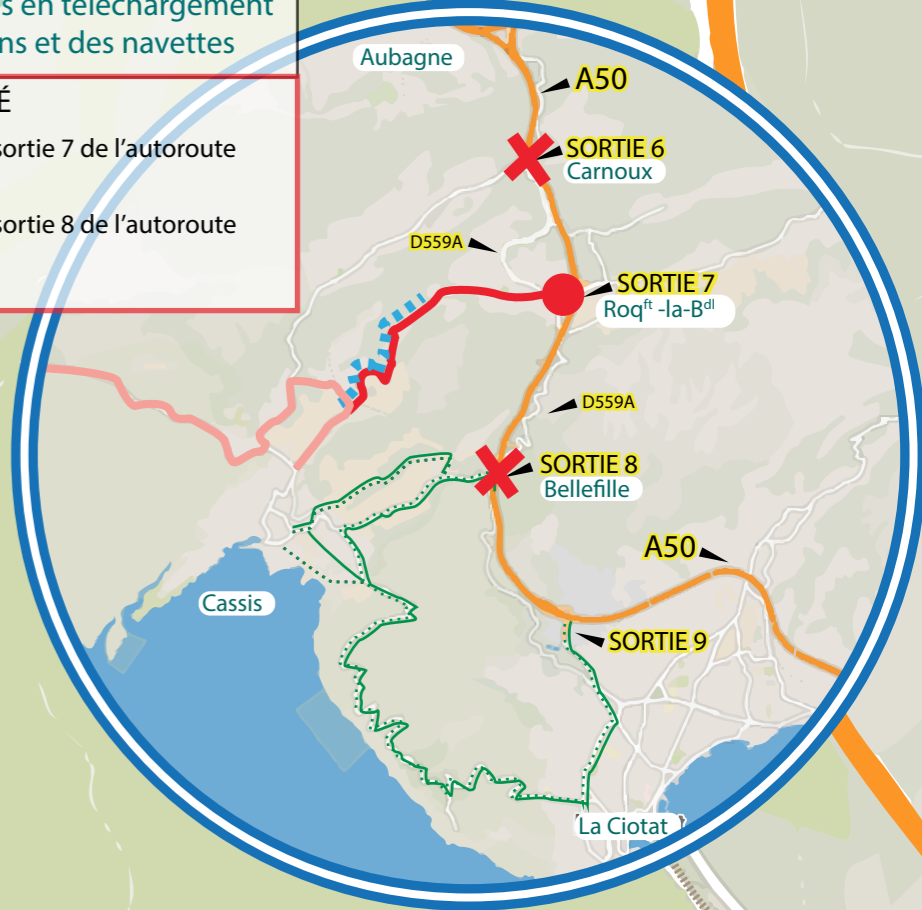 en téléchargement
et des navettes
É
sortie 7 de l’autoroute
sortie 8 de l’autoroute
Aubagne
A50
SORTIE 6
Carnoux
D559A
SORTIE 7
Roqft -la-Bdl
D559A
SORTIE 8
Bellefille
A50
Cassis
SORTIE 9
La Ciotat